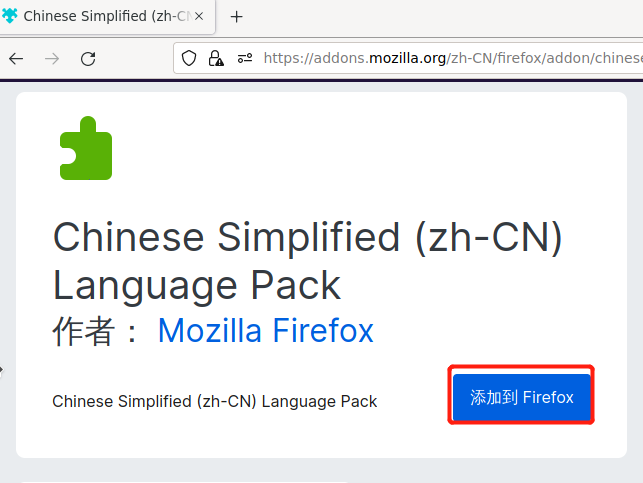 Chinese Simplified (zh-CN
https://addons.mozilla.org/zh-CN/firefox/addon/chinese
Chinese Simplified (zh-CN)
Language Pack
作者： Mozilla Firefox
Chinese Simplified (zh-CN) Language Pack
添加到 Firefox